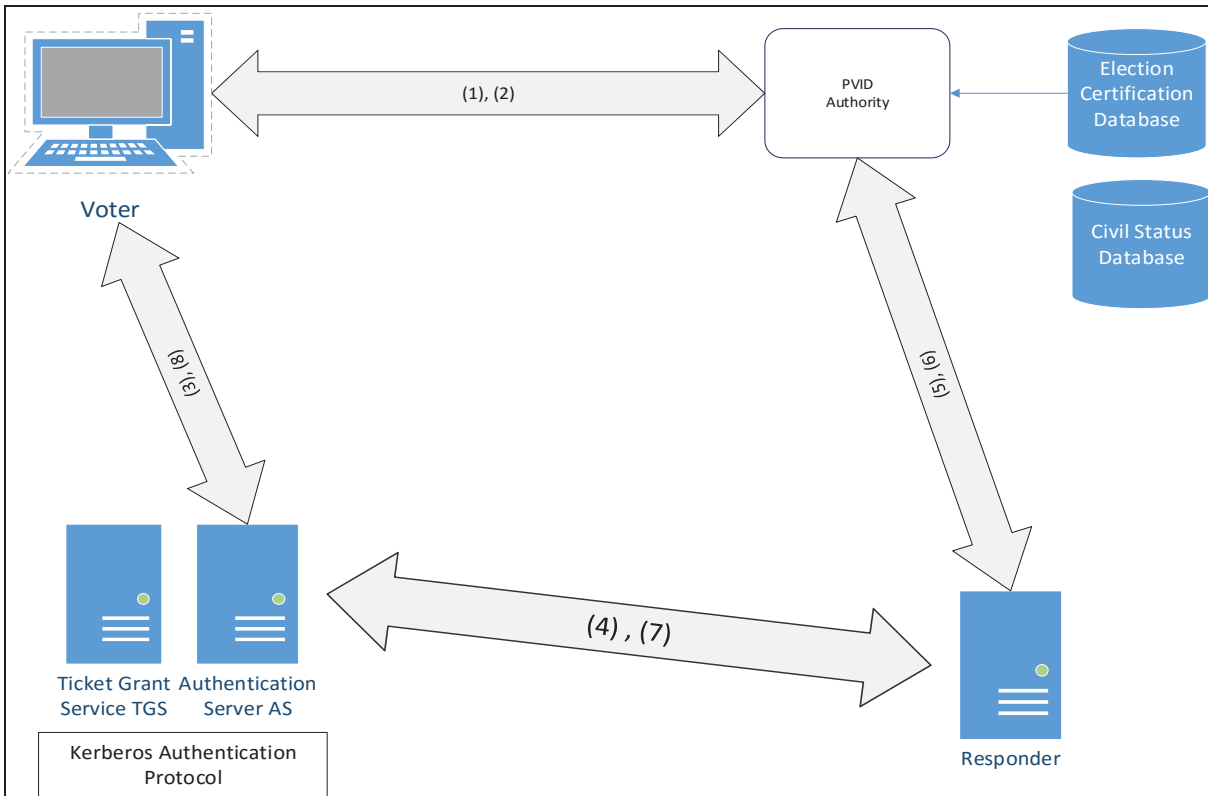 (1), (2)
PVID
Authority
Election
Certification
Database
Voter
Civil Status
Database
(3), (8)
(5), (6)
(4) , (7)
Ticket Grant
Service TGS
Authentication
Server AS
Kerberos Authentication
Protocol
Responder